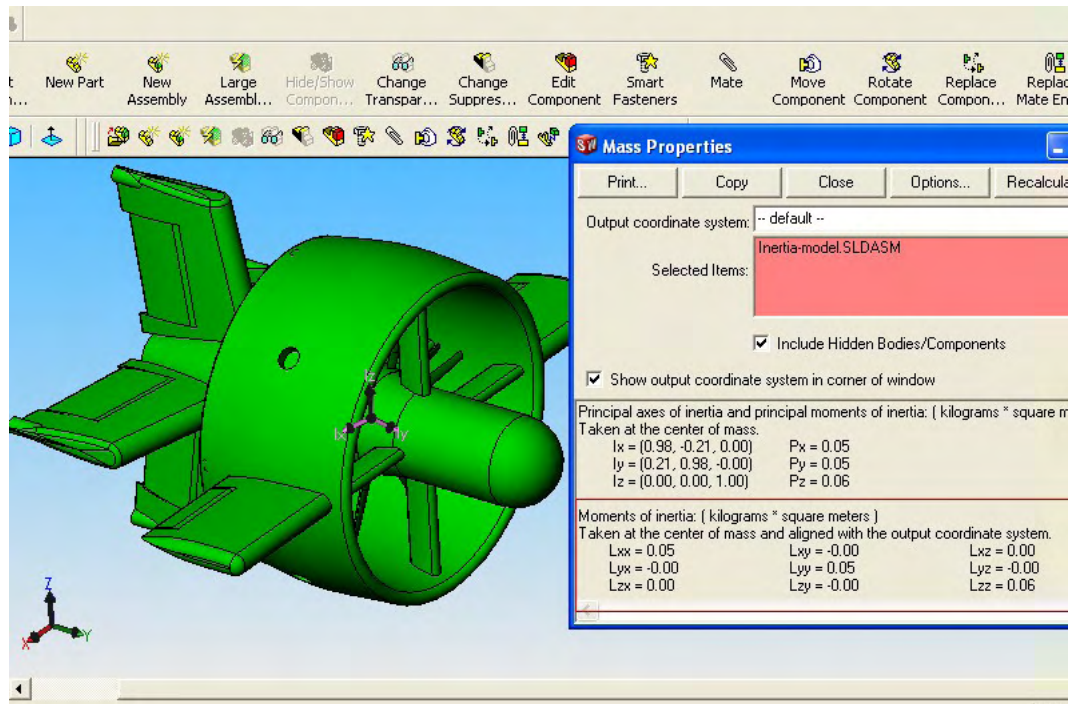 New Part New Assembly Large Assembl... Hide/Show Compon... Change Transpar... Change Suppres... Edit Component Smart Fasteners Mate Move Component Rotate Component Replace Compon... Replac Mate En
SW Mass Properties
Print... Copy Close Options... Recalcula
Output coordinate system: -- default --
Inertia-model.SLDASM
Selected Items:
Include Hidden Bodies/Components
Show output coordinate system in corner of window
Principal axes of inertia and principal moments of inertia: ( kilograms * square m
Taken at the center of mass.
Ix = (0.98, -0.21, 0.00) Px = 0.05
Iy = (0.21, 0.98, -0.00) Py = 0.05
Iz = (0.00, 0.00, 1.00) Pz = 0.06
Moments of inertia: ( kilograms * square meters )
Taken at the center of mass and aligned with the output coordinate system.
Lxx = 0.05 Lxy = -0.00 Lxz = 0.00
Lyx = -0.00 Lyy = 0.05 Lyz = -0.00
Lzx = 0.00 Lzy = -0.00 Lzz = 0.06
Iz
Ix Iy
Z
X Y